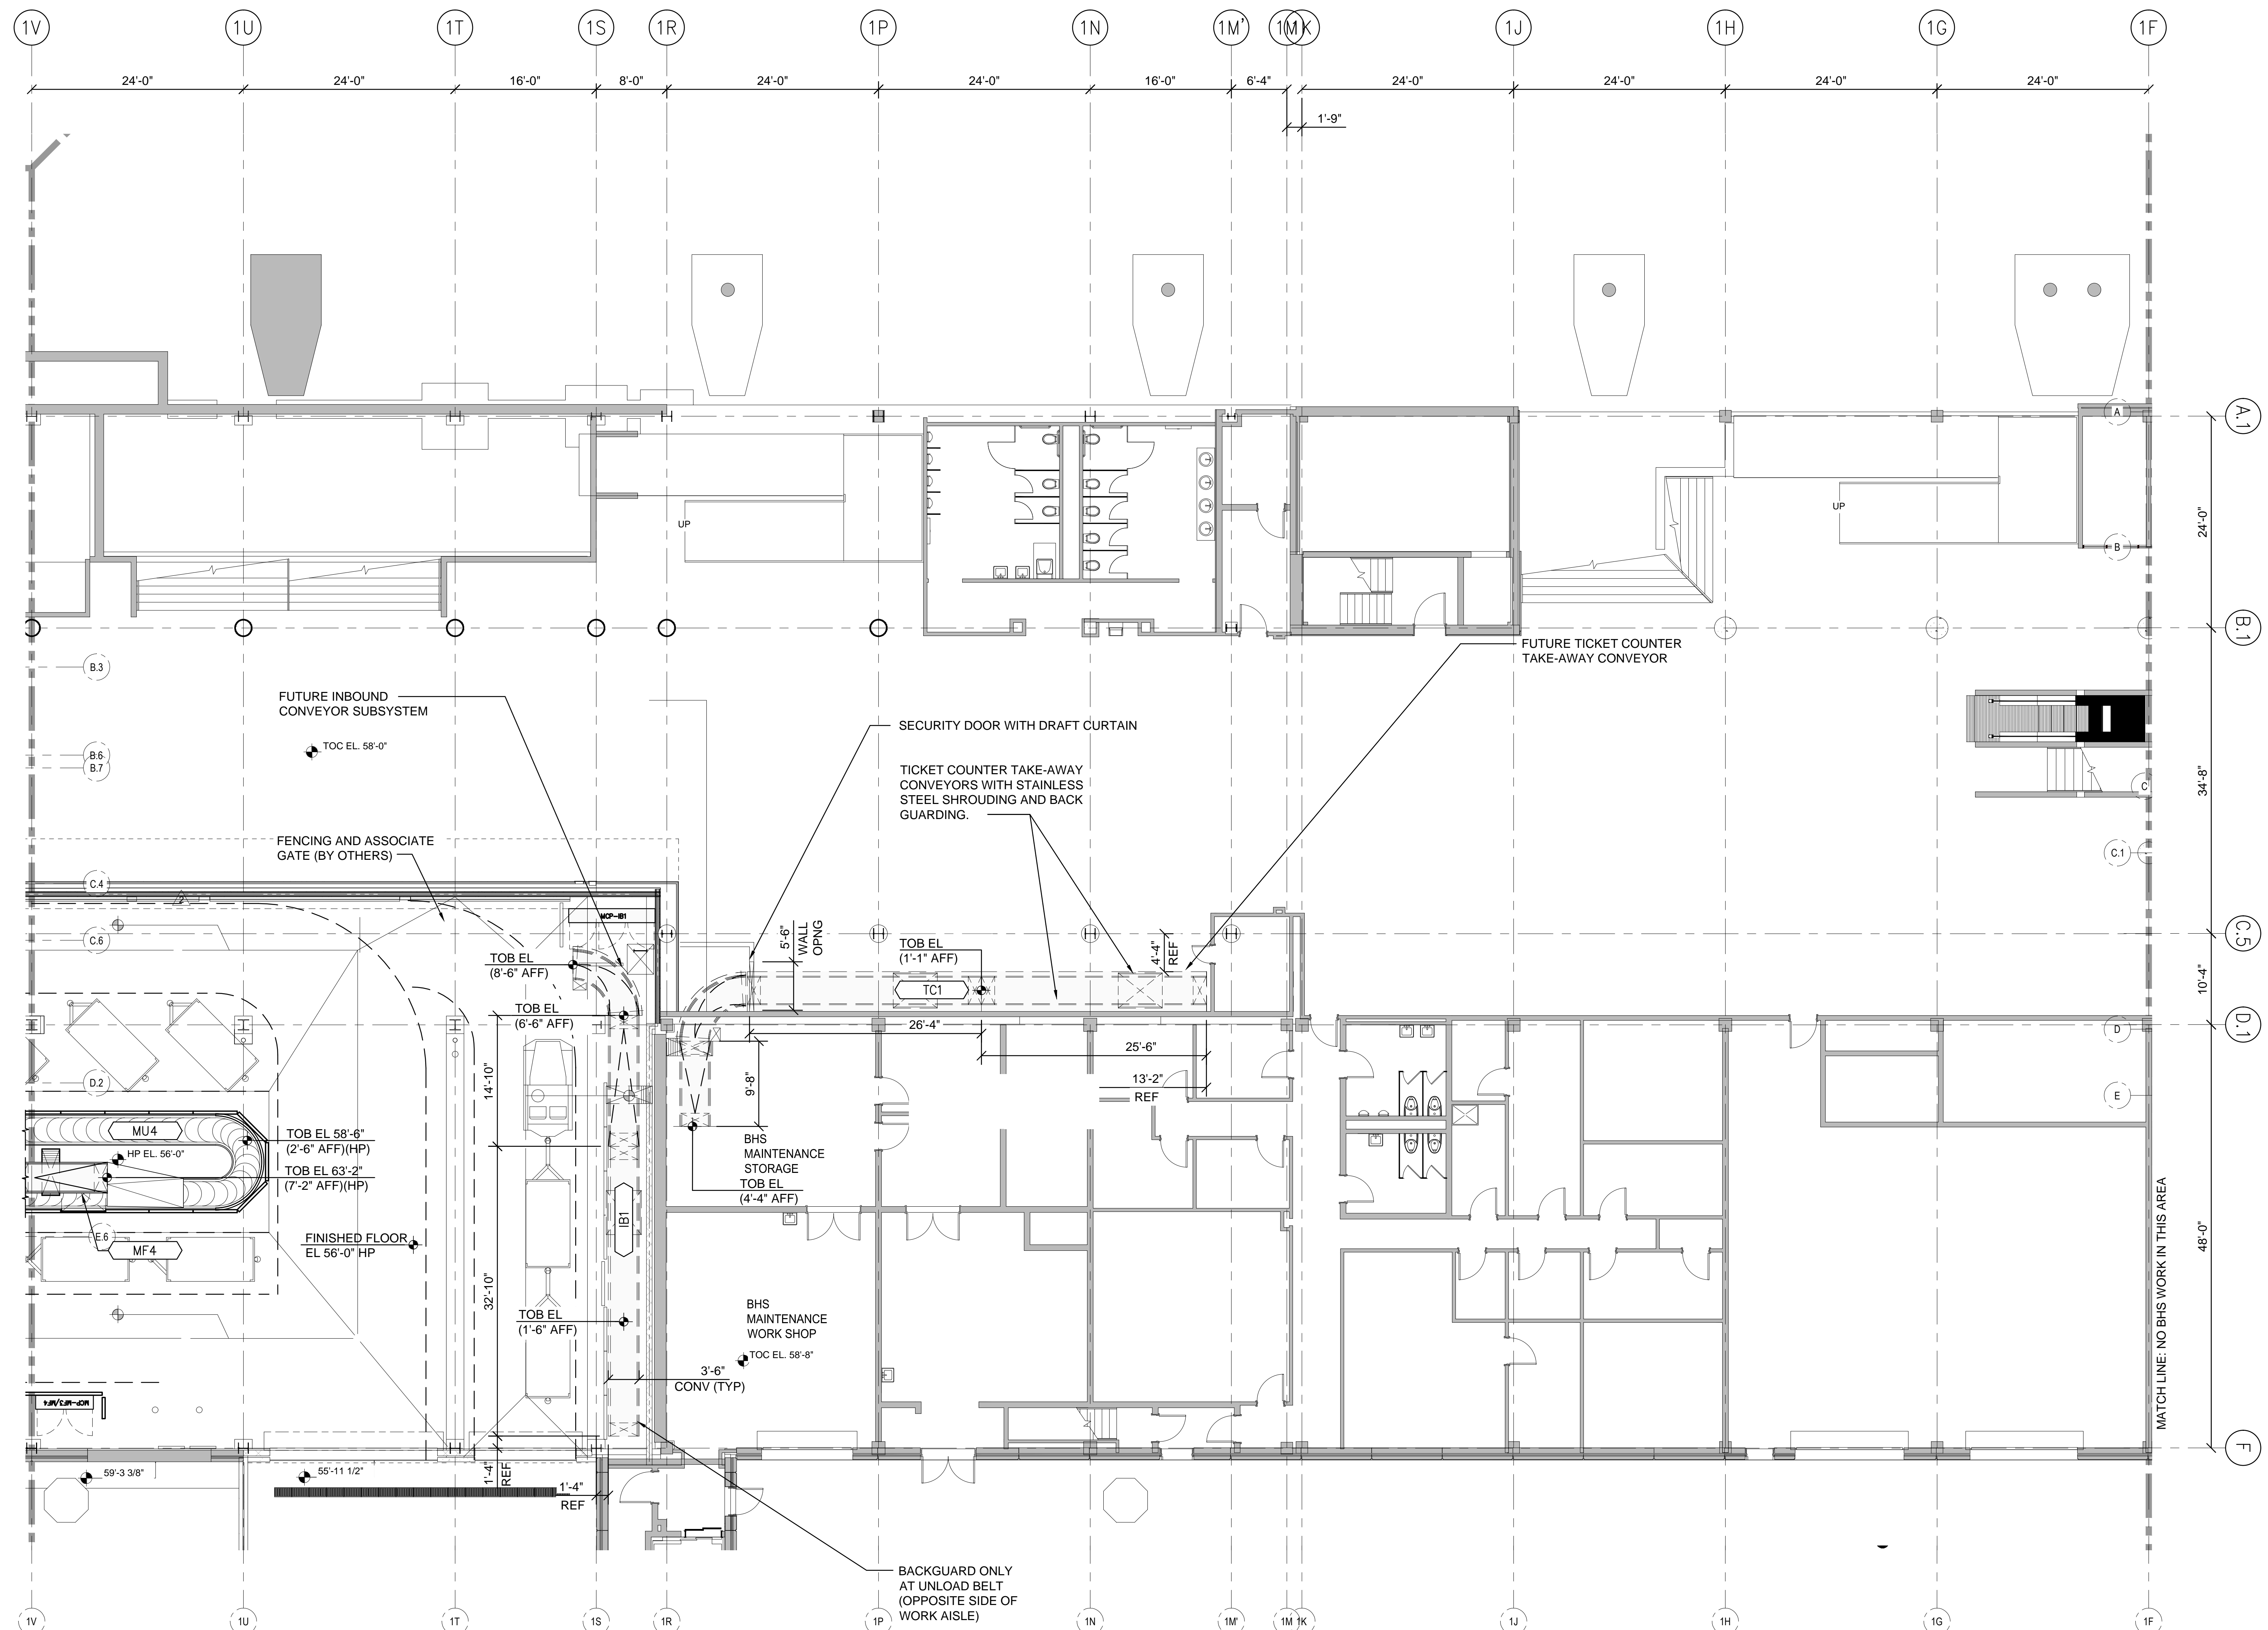 1V 1U 1T 1S 1R 1P 1N 1M' 1M 1K 1J 1H 1G 1F
24'-0" 24'-0" 16'-0" 8'-0" 24'-0" 24'-0" 16'-0" 6'-4" 24'-0" 24'-0" 24'-0" 24'-0"
1'-9"
A.1
A
24'-0"
UP
UP
B
B.1
B.3
FUTURE TICKET COUNTER
TAKE-AWAY CONVEYOR
FUTURE INBOUND
CONVEYOR SUBSYSTEM
SECURITY DOOR WITH DRAFT CURTAIN
TOC EL. 58'-0"
B.6
B.7
TICKET COUNTER TAKE-AWAY
CONVEYORS WITH STAINLESS
STEEL SHROUDING AND BACK
GUARDING.
34'-8"
C
C.1
FENCING AND ASSOCIATE
GATE (BY OTHERS)
C.4
2
MCP-IB1
C.5
C.6
5'-6"
WALL
OPNG
TOB EL
(1'-1" AFF)
4'-4"
REF
TOB EL
(8'-6" AFF)
TC1
10'-4"
TOB EL
(6'-6" AFF)
26'-4"
D
D.1
25'-6"
14'-10"
9'-8"
13'-2"
REF
D.2
E
MU4
TOB EL 58'-6"
(2'-6" AFF)(HP)
HP EL. 56'-0"
TOB EL 63'-2"
(7'-2" AFF)(HP)
BHS
MAINTENANCE
STORAGE
TOB EL
(4'-4" AFF)
IB1
E.6
MF4
FINISHED FLOOR
EL 56'-0" HP
48'-0"
MATCH LINE: NO BHS WORK IN THIS AREA
32'-10"
TOB EL
(1'-6" AFF)
BHS
MAINTENANCE
WORK SHOP
TOC EL. 58'-8"
3'-6"
CONV (TYP)
MCP-MF3/MF4
F
59'-3 3/8"
55'-11 1/2"
1'-4"
REF
1'-4"
REF
BACKGUARD ONLY
AT UNLOAD BELT
(OPPOSITE SIDE OF
WORK AISLE)
1V 1U 1T 1S 1R 1P 1N 1M' 1M 1K 1J 1H 1G 1F